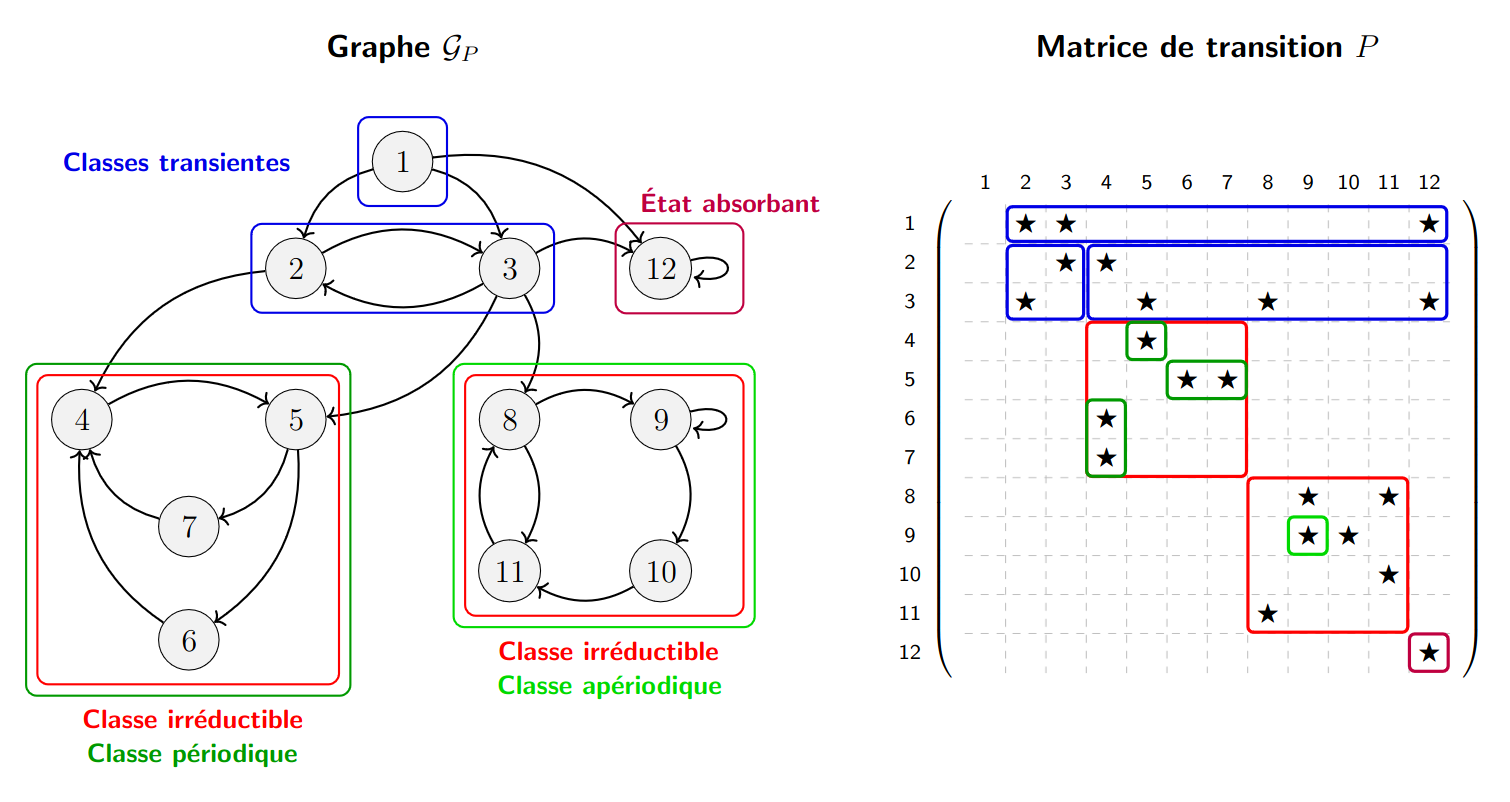 Graphe 𝒢_P
Matrice de transition P
Classes transientes
1
État absorbant
2
3
12
4
5
8
9
7
11
10
6
Classe irréductible
Classe apériodique
Classe irréductible
Classe périodique
1 2 3 4 5 6 7 8 9 10 11 12
1 ★ ★ ★
2 ★ ★
3 ★ ★ ★ ★
4 ★
5 ★ ★
6 ★
7 ★
8 ★ ★
9 ★ ★
10 ★
11 ★
12 ★